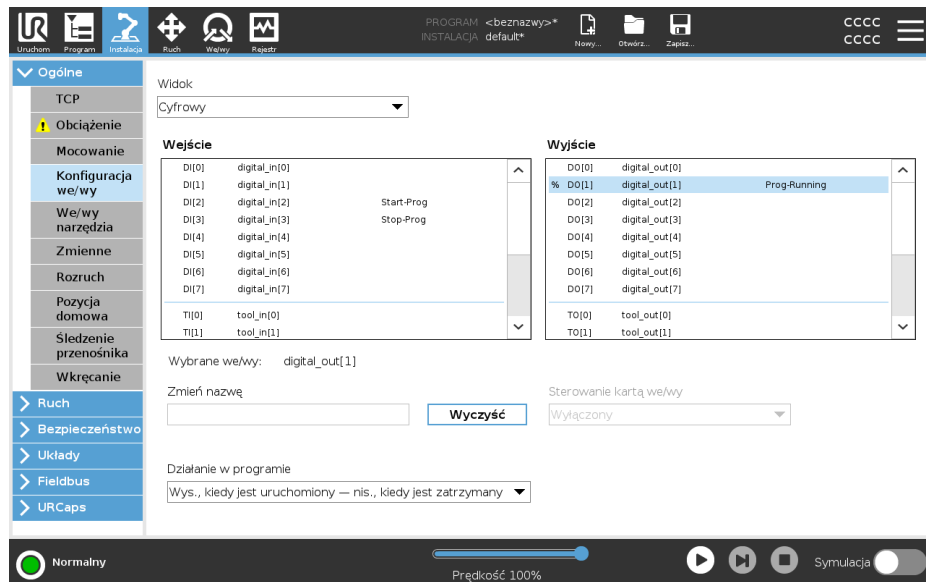 PROGRAM <beznazwy>*
INSTALACJA default*
Uruchom Program Instalacja Ruch We/wy Rejestr Nowy... Otwórz... Zapisz...
CCCC
CCCC
Ogólne
TCP
Obciążenie
Mocowanie
Konfiguracja
we/wy
We/wy
narzędzia
Zmienne
Rozruch
Pozycja
domowa
Śledzenie
przenośnika
Wkręcanie
Ruch
Bezpieczeństwo
Układy
Fieldbus
URCaps
Widok
Cyfrowy
Wejście
DI[0] digital_in[0]
DI[1] digital_in[1]
DI[2] digital_in[2] Start-Prog
DI[3] digital_in[3] Stop-Prog
DI[4] digital_in[4]
DI[5] digital_in[5]
DI[6] digital_in[6]
DI[7] digital_in[7]
TI[0] tool_in[0]
TI[1] tool_in[1]
Wyjście
DO[0] digital_out[0]
% DO[1] digital_out[1] Prog-Running
DO[2] digital_out[2]
DO[3] digital_out[3]
DO[4] digital_out[4]
DO[5] digital_out[5]
DO[6] digital_out[6]
DO[7] digital_out[7]
TO[0] tool_out[0]
TO[1] tool_out[1]
Wybrane we/wy: digital_out[1]
Zmień nazwę
Wyczyść
Sterowanie kartą we/wy
Wyłączony
Działanie w programie
Wys., kiedy jest uruchomiony — nis., kiedy jest zatrzymany
Normalny
Prędkość 100%
Symulacja